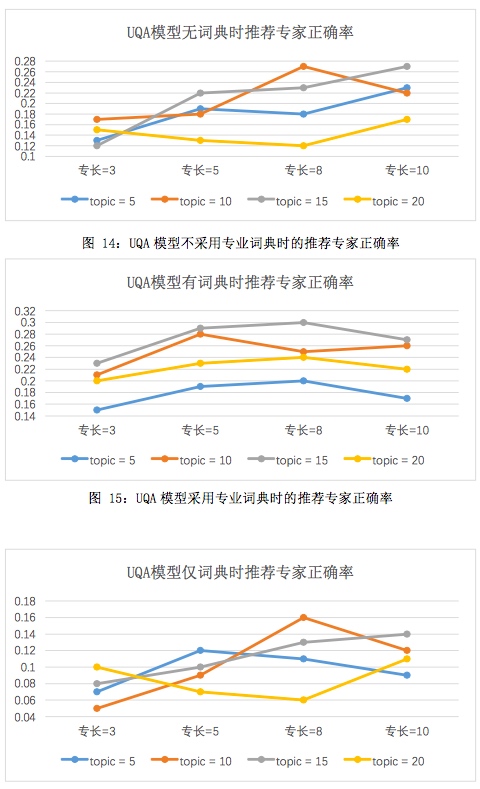 UQA模型无词典时推荐专家正确率
0.28
0.26
0.24
0.22
0.2
0.18
0.16
0.14
0.12
0.1
专长=3 专长=5 专长=8 专长=10
topic = 5 topic = 10 topic = 15 topic = 20
图 14: UQA 模型不采用专业词典时的推荐专家正确率
UQA模型有词典时推荐专家正确率
0.32
0.3
0.28
0.26
0.24
0.22
0.2
0.18
0.16
0.14
专长=3 专长=5 专长=8 专长=10
topic = 5 topic = 10 topic = 15 topic = 20
图 15: UQA 模型采用专业词典时的推荐专家正确率
UQA模型仅词典时推荐专家正确率
0.18
0.16
0.14
0.12
0.1
0.08
0.06
0.04
专长=3 专长=5 专长=8 专长=10
topic = 5 topic = 10 topic = 15 topic = 20